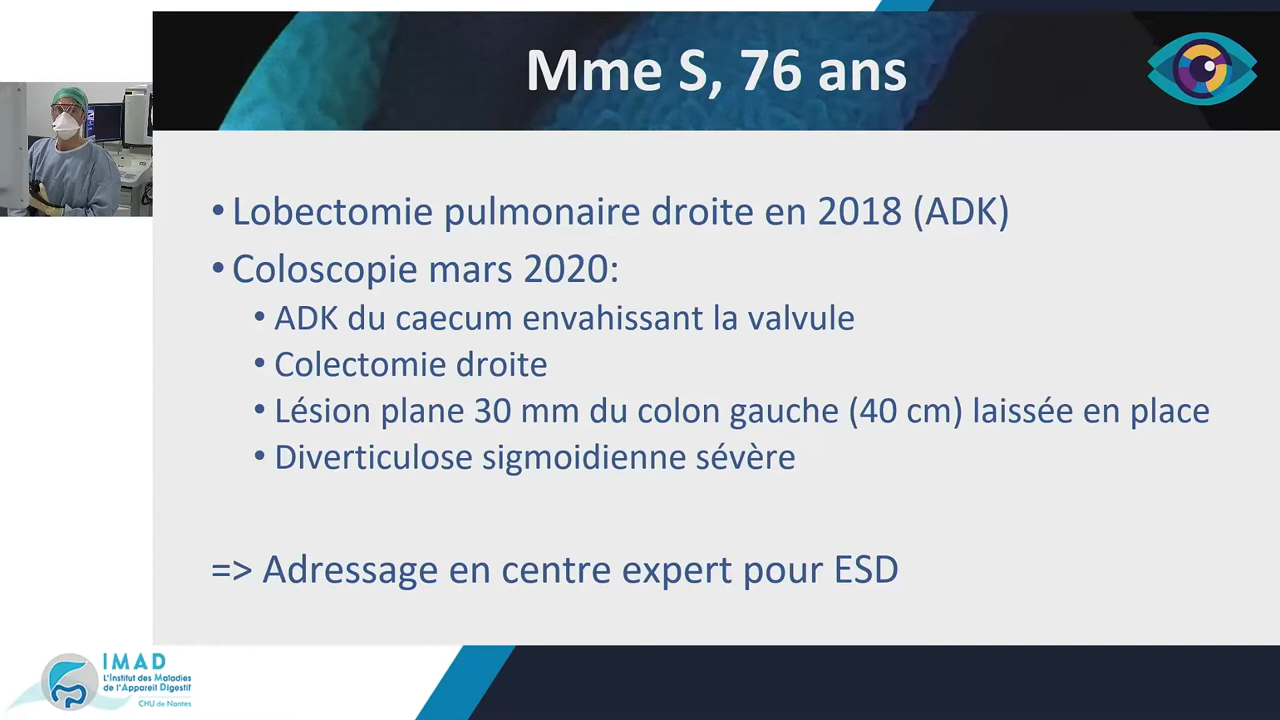 Mme S, 76 ans
•Lobectomie pulmonaire droite en 2018 (ADK)
•Coloscopie mars 2020:
•ADK du caecum envahissant la valvule
•Colectomie droite
•Lésion plane 30 mm du colon gauche (40 cm) laissée en place
•Diverticulose sigmoidienne sévère
=> Adressage en centre expert pour ESD
IMAD
L'Institut des Maladies
de l'Appareil Digestif
CHU de Nantes